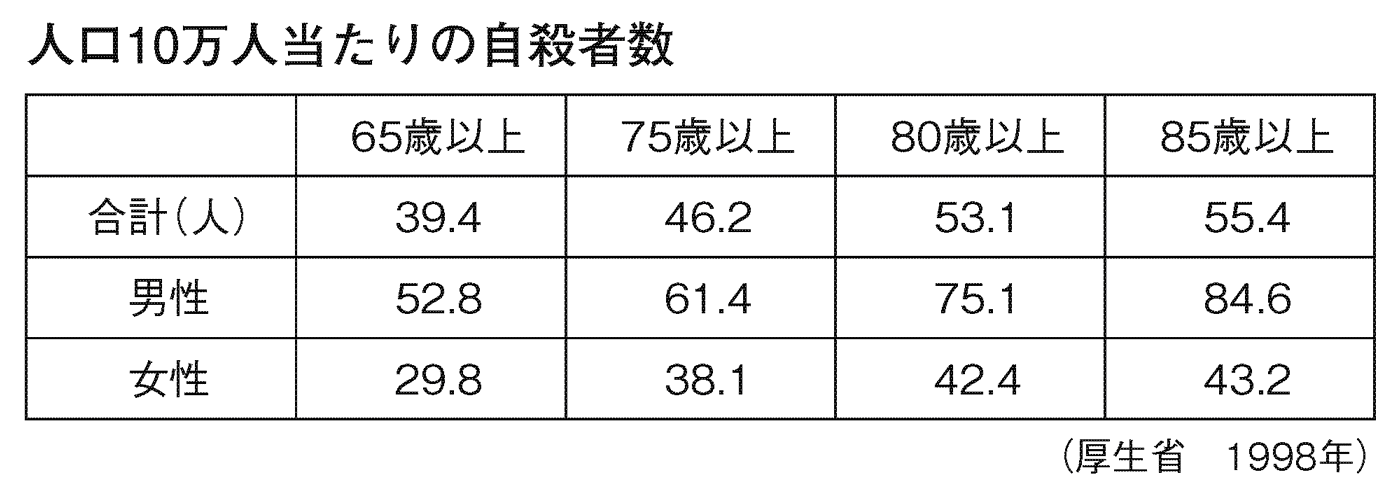 人口10万人当たりの自殺者数
65歳以上 75歳以上 80歳以上 85歳以上
合計（人） 39.4 46.2 53.1 55.4
男性 52.8 61.4 75.1 84.6
女性 29.8 38.1 42.4 43.2
（厚生省　1998年）